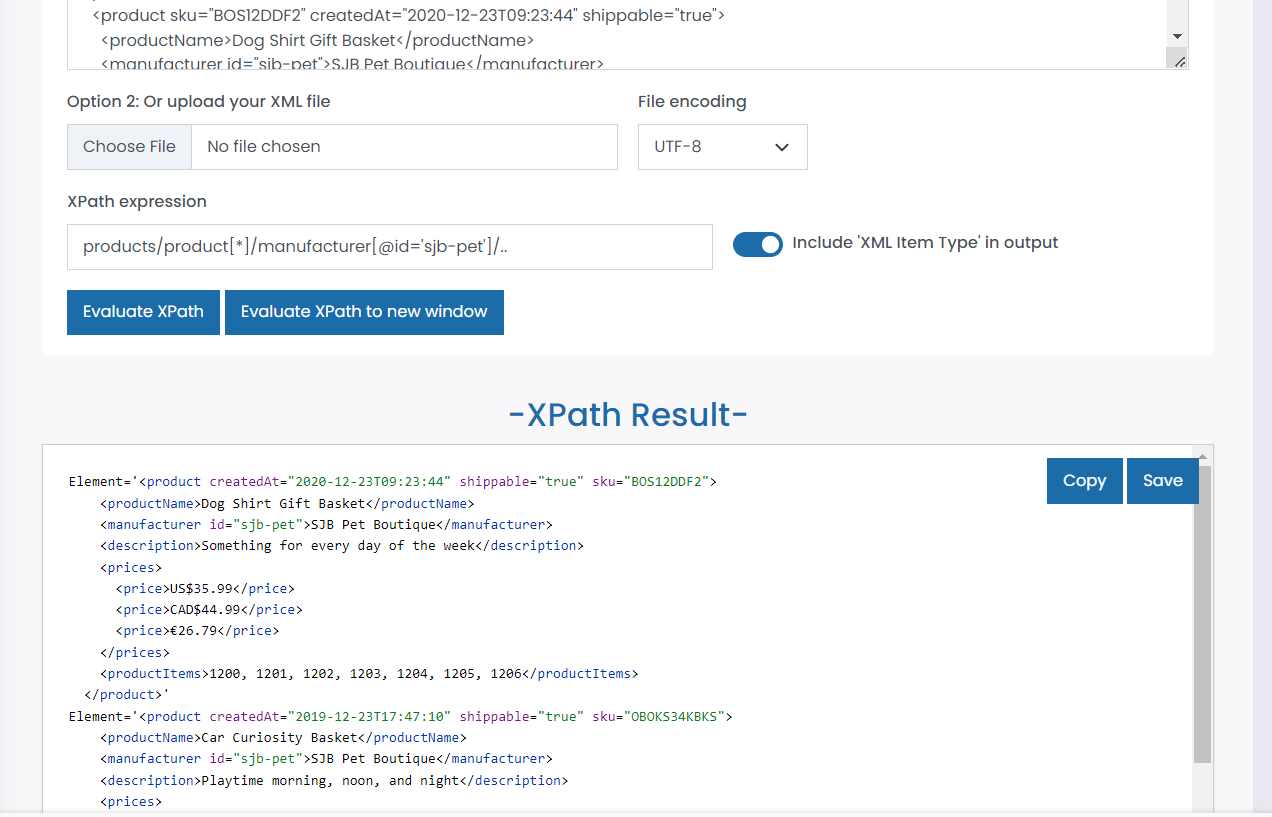 <product sku="BOS12DDF2" createdAt="2020-12-23T09:23:44" shippable="true">
<productName>Dog Shirt Gift Basket</productName>
<manufacturer id="sjb-pet">SJB Pet Boutique</manufacturer>
Option 2: Or upload your XML file
File encoding
Choose File
No file chosen
UTF-8
XPath expression
products/product[*]/manufacturer[@id='sjb-pet']/..
Include 'XML Item Type' in output
Evaluate XPath
Evaluate XPath to new window
-XPath Result-
Copy
Save
Element='<product createdAt="2020-12-23T09:23:44" shippable="true" sku="BOS12DDF2">
<productName>Dog Shirt Gift Basket</productName>
<manufacturer id="sjb-pet">SJB Pet Boutique</manufacturer>
<description>Something for every day of the week</description>
<prices>
<price>US$35.99</price>
<price>CAD$44.99</price>
<price>€26.79</price>
</prices>
<productItems>1200, 1201, 1202, 1203, 1204, 1205, 1206</productItems>
</product>'
Element='<product createdAt="2019-12-23T17:47:10" shippable="true" sku="OBOKS34KBKS">
<productName>Car Curiosity Basket</productName>
<manufacturer id="sjb-pet">SJB Pet Boutique</manufacturer>
<description>Playtime morning, noon, and night</description>
<prices>